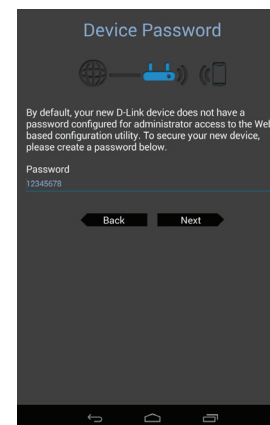 Device Password
By default, your new D-Link device does not have a
password configured for administrator access to the Web
based configuration utility. To secure your new device,
please create a password below.
Password
12345678
Back Next